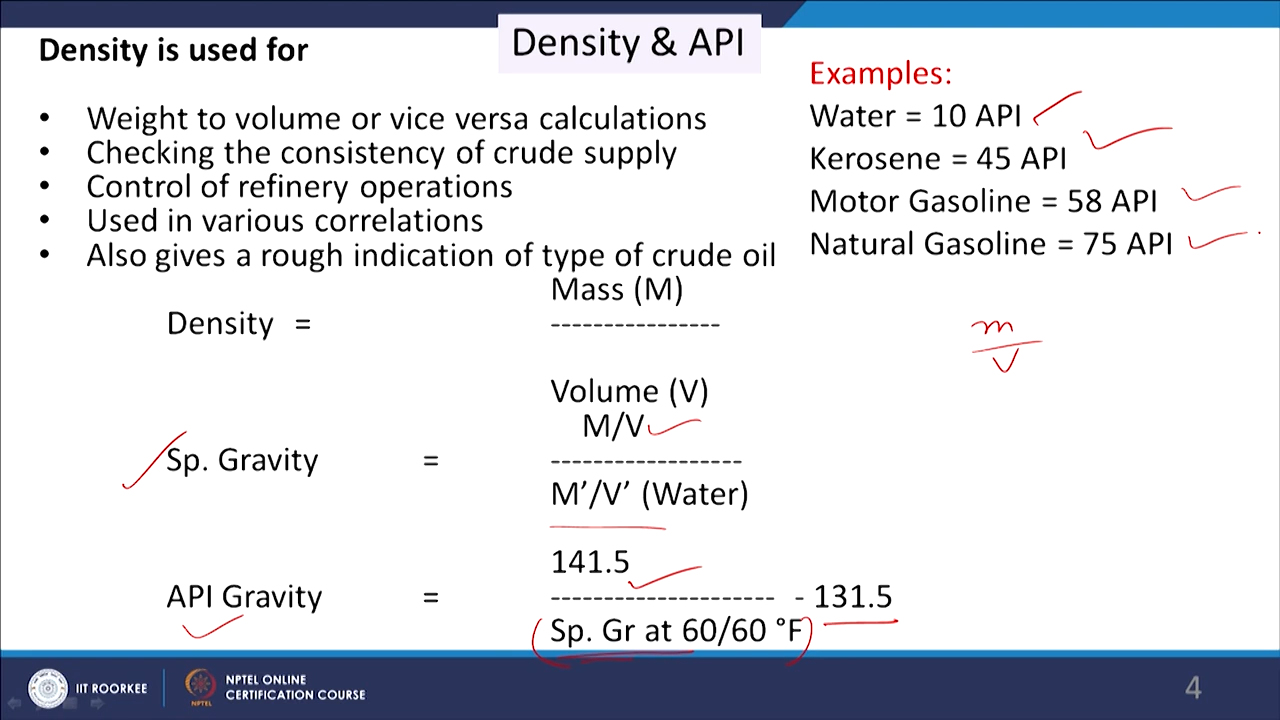 Density & API
Density is used for
• Weight to volume or vice versa calculations
• Checking the consistency of crude supply
• Control of refinery operations
• Used in various correlations
• Also gives a rough indication of type of crude oil
Examples:
Water = 10 API
Kerosene = 45 API
Motor Gasoline = 58 API
Natural Gasoline = 75 API
Mass (M)
Density = ----------------
Volume (V)
m
V
M/V
Sp. Gravity = ------------------
M’/V’ (Water)
141.5
API Gravity = --------------------- - 131.5
Sp. Gr at 60/60 °F
IIT ROORKEE
NPTEL
NPTEL ONLINE
CERTIFICATION COURSE
4